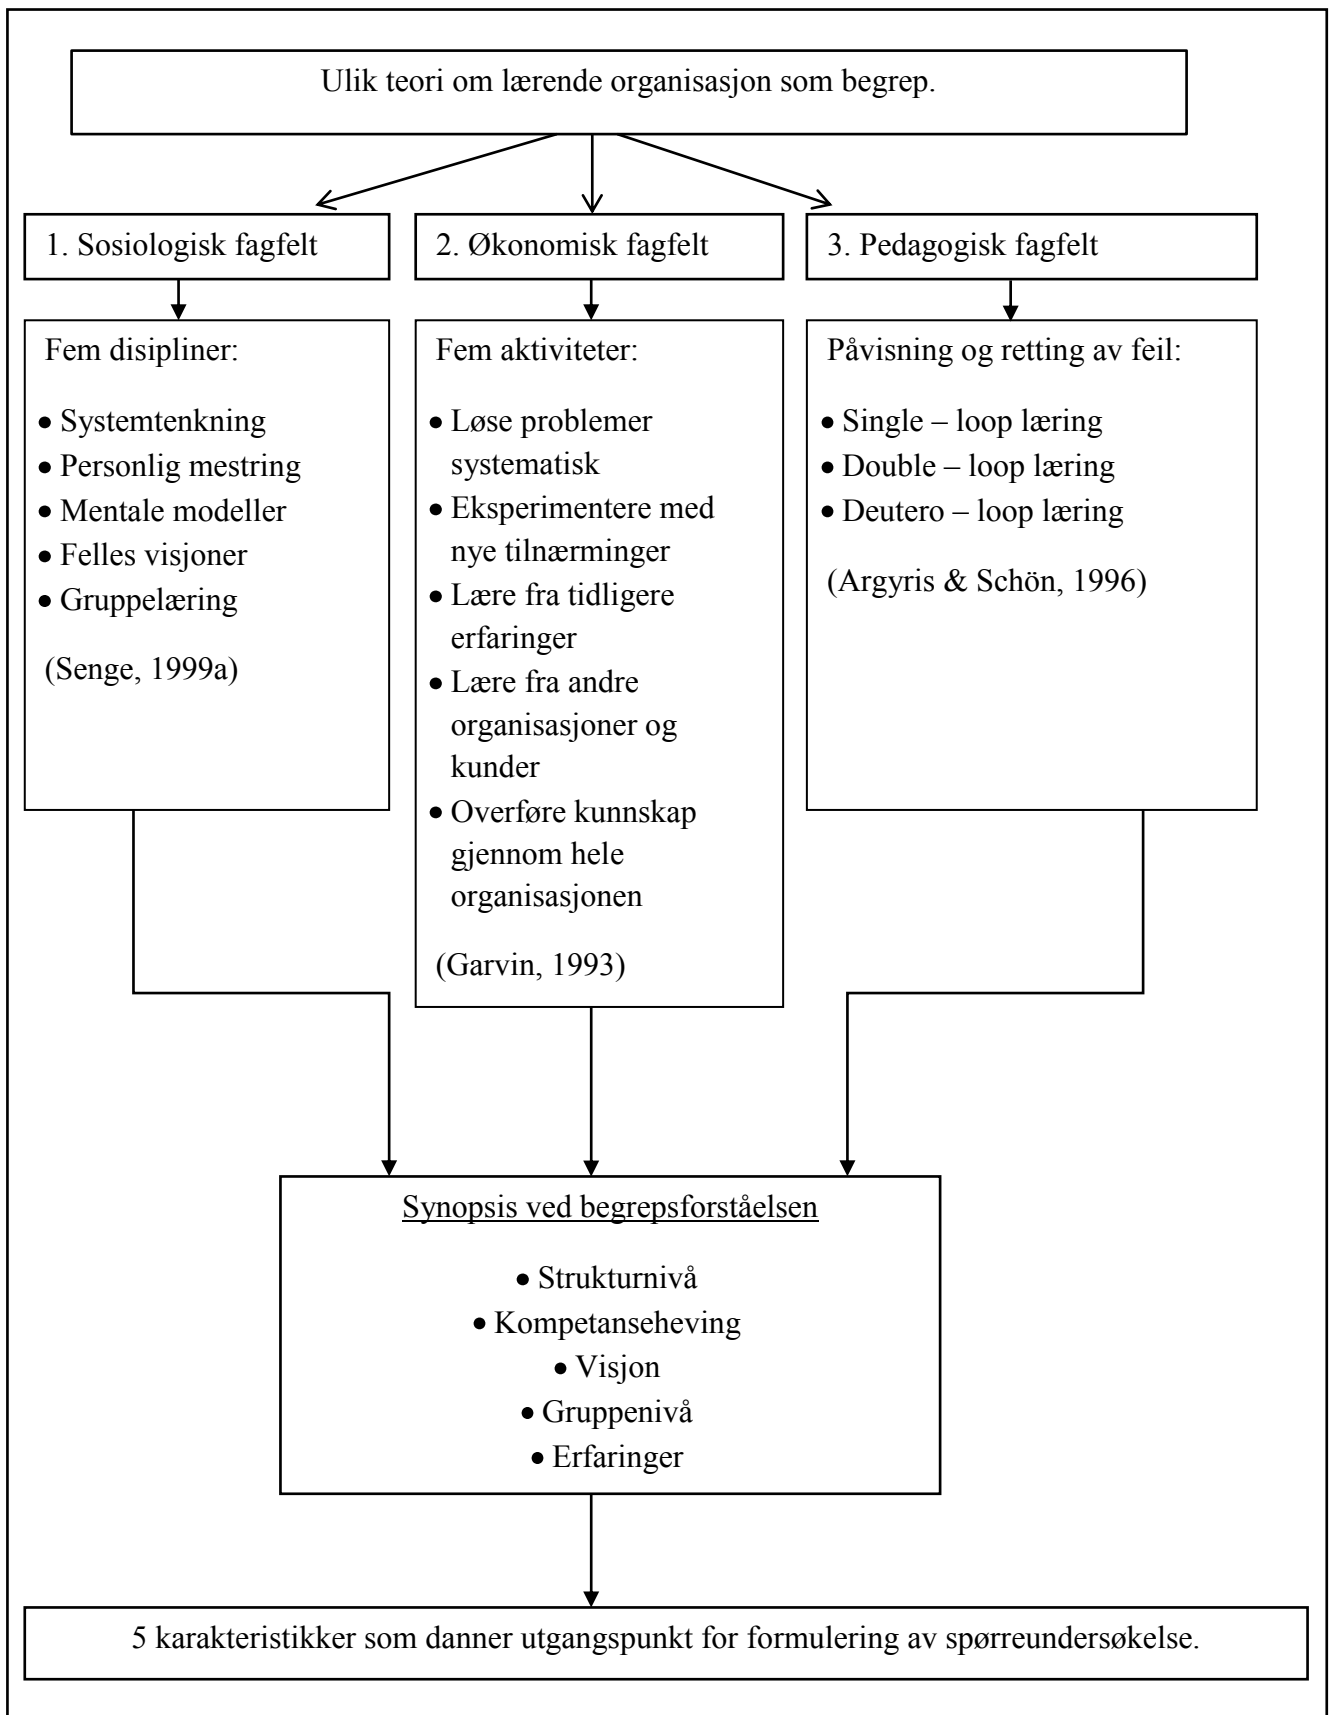 Ulik teori om lærende organisasjon som begrep.
1. Sosiologisk fagfelt
2. Økonomisk fagfelt
3. Pedagogisk fagfelt
Fem disipliner:
• Systemtenkning
• Personlig mestring
• Mentale modeller
• Felles visjoner
• Gruppelæring
(Senge, 1999a)
Fem aktiviteter:
• Løse problemer
systematisk
• Eksperimentere med
nye tilnærminger
• Lære fra tidligere
erfaringer
• Lære fra andre
organisasjoner og
kunder
• Overføre kunnskap
gjennom hele
organisasjonen
(Garvin, 1993)
Påvisning og retting av feil:
• Single – loop læring
• Double – loop læring
• Deutero – loop læring
(Argyris & Schön, 1996)
Synopsis ved begrepsforståelsen
• Strukturnivå
• Kompetanseheving
• Visjon
• Gruppenivå
• Erfaringer
5 karakteristikker som danner utgangspunkt for formulering av spørreundersøkelse.